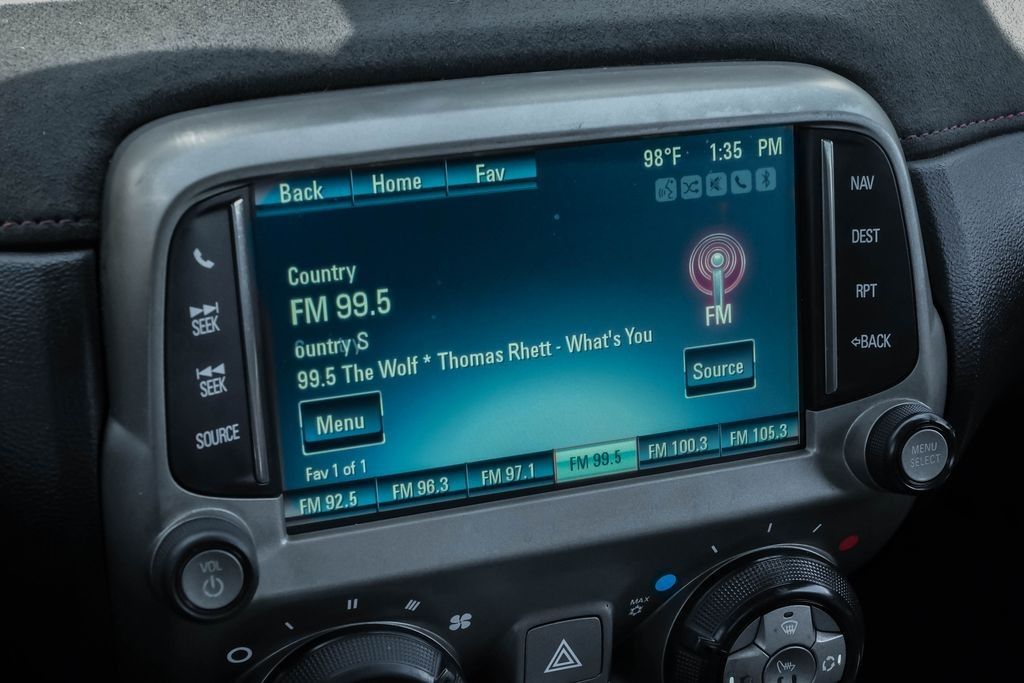 Back Home Fav 98°F 1:35 PM
Country
FM 99.5
6untry S
99.5 The Wolf * Thomas Rhett - What's You
FM
Source
Menu
Fav 1 of 1
FM 92.5 FM 96.3 FM 97.1 FM 99.5 FM 100.3 FM 105.3
SEEK
SEEK
SOURCE
NAV
DEST
RPT
BACK
MENU
SELECT
VOL
MAX